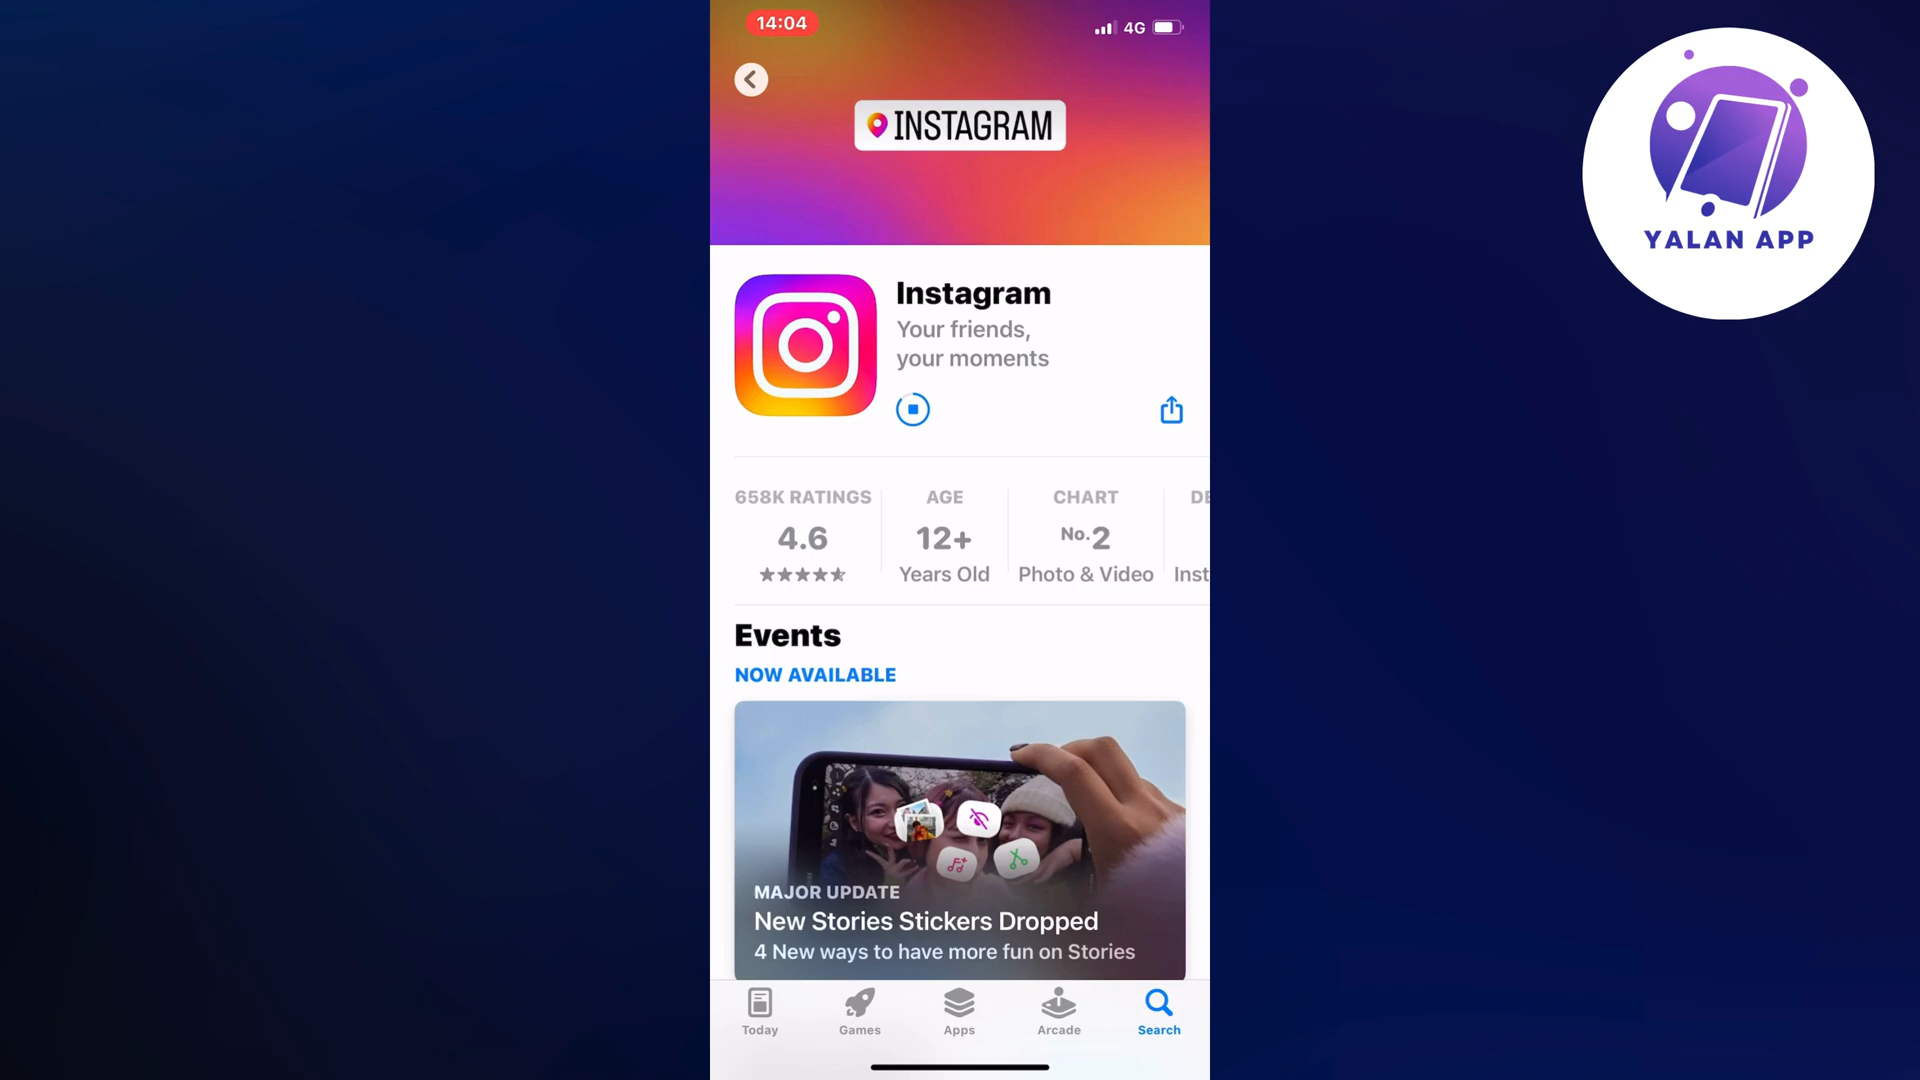 14:04
4G
INSTAGRAM
YALAN APP
Instagram
Your friends,
your moments
658K RATINGS
AGE
CHART
4.6
12+
No.2
Years Old
Photo & Video
Events
NOW AVAILABLE
MAJOR UPDATE
New Stories Stickers Dropped
4 New ways to have more fun on Stories
Today
Games
Apps
Arcade
Search